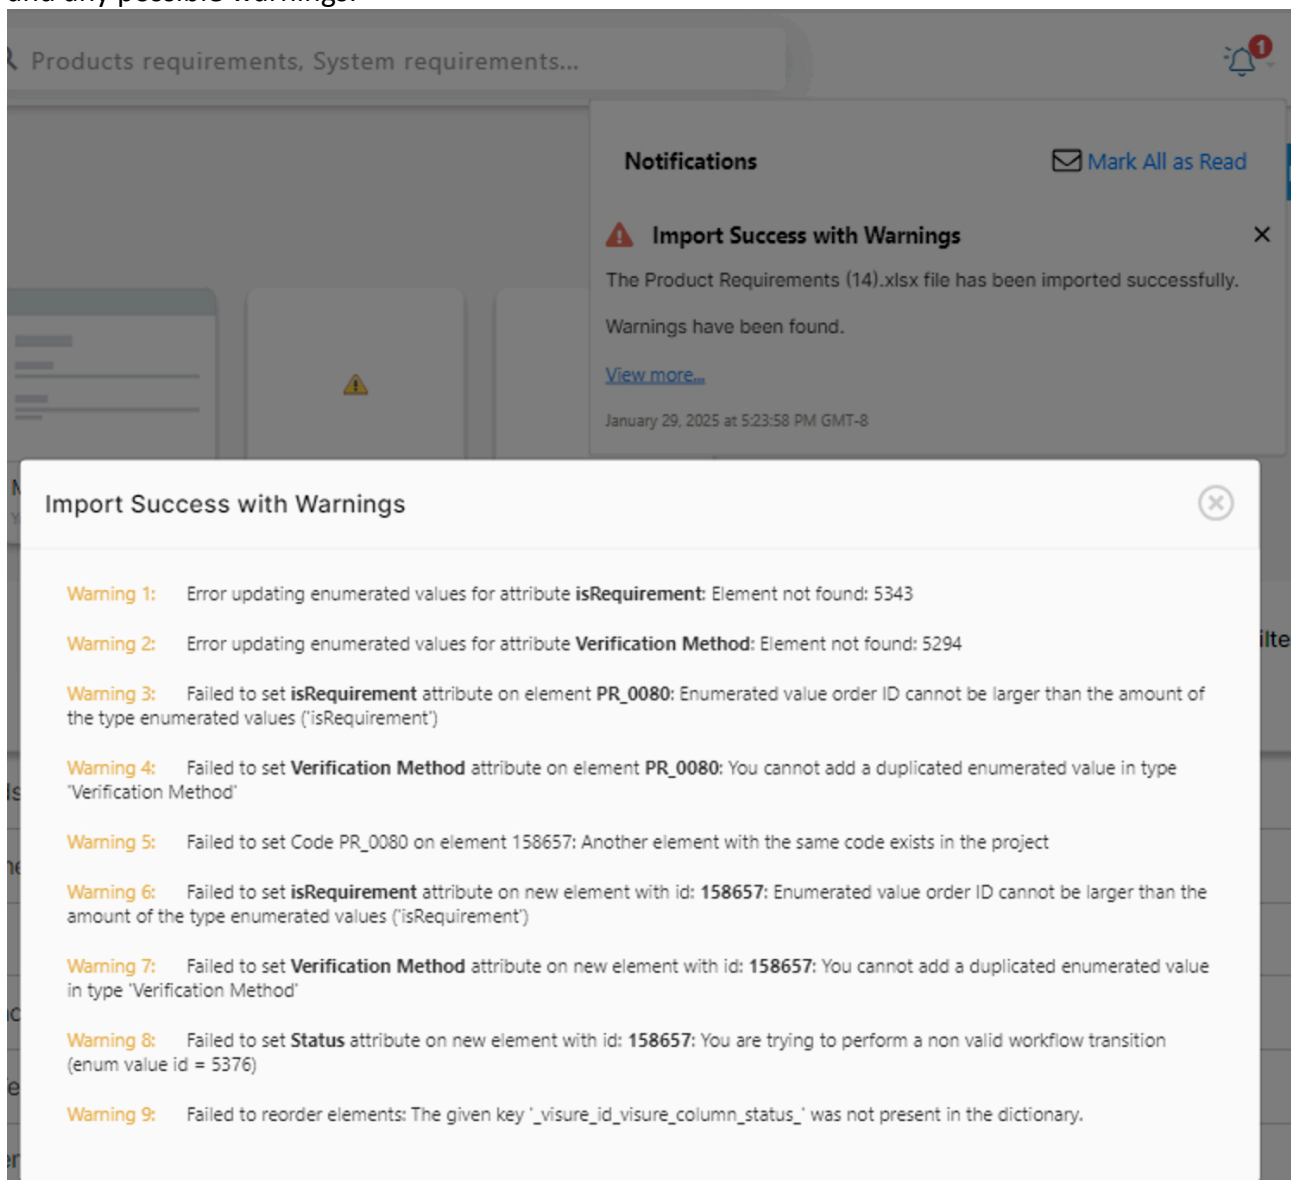 and any possible warnings.
Products requirements, System requirements...
1
Notifications
Mark All as Read
Import Success with Warnings
The Product Requirements (14).xlsx file has been imported successfully.
Warnings have been found.
View more...
January 29, 2025 at 5:23:58 PM GMT-8
Import Success with Warnings
Warning 1: Error updating enumerated values for attribute isRequirement: Element not found: 5343
Warning 2: Error updating enumerated values for attribute Verification Method: Element not found: 5294
Warning 3: Failed to set isRequirement attribute on element PR_0080: Enumerated value order ID cannot be larger than the amount of
the type enumerated values ('isRequirement')
Warning 4: Failed to set Verification Method attribute on element PR_0080: You cannot add a duplicated enumerated value in type
'Verification Method'
Warning 5: Failed to set Code PR_0080 on element 158657: Another element with the same code exists in the project
Warning 6: Failed to set isRequirement attribute on new element with id: 158657: Enumerated value order ID cannot be larger than the
amount of the type enumerated values ('isRequirement')
Warning 7: Failed to set Verification Method attribute on new element with id: 158657: You cannot add a duplicated enumerated value
in type 'Verification Method'
Warning 8: Failed to set Status attribute on new element with id: 158657: You are trying to perform a non valid workflow transition
(enum value id = 5376)
Warning 9: Failed to reorder elements: The given key '_visure_id_visure_column_status_' was not present in the dictionary.